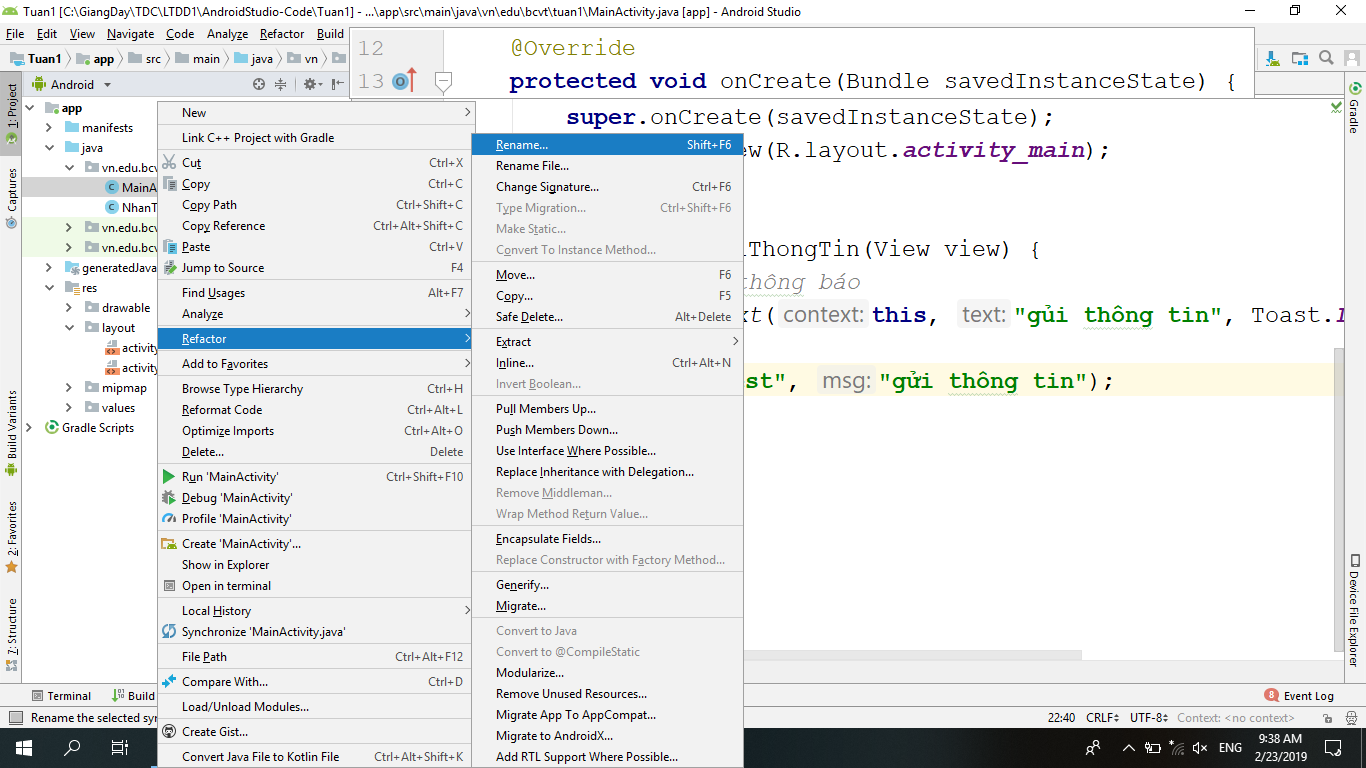 Tuan1 [C:\GiangDay\TDC\LTDD1\AndroidStudio-Code\Tuan1] - ...\app\src\main\java\vn\edu\bcvt\tuan1\MainActivity.java [app] - Android Studio
File Edit View Navigate Code Analyze Refactor Build
Tuan1 app src main java vn
12 @Override
13 protected void onCreate(Bundle savedInstanceState) {
super.onCreate(savedInstanceState);
ew(R.layout.activity_main);
iThongTin(View view) {
thông báo
xt( context: this, text: "gủi thông tin", Toast.
st", msg: "gửi thông tin");
1: Project
Captures
Build Variants
2: Favorites
7: Structure
Android
app
manifests
java
vn.edu.bcv
MainA
NhanT
vn.edu.bcv
vn.edu.bcv
generatedJava
res
drawable
layout
activity
activity
mipmap
values
Gradle Scripts
New
Link C++ Project with Gradle
Cut Ctrl+X
Copy Ctrl+C
Copy Path Ctrl+Shift+C
Copy Reference Ctrl+Alt+Shift+C
Paste Ctrl+V
Jump to Source F4
Find Usages Alt+F7
Analyze
Refactor
Add to Favorites
Browse Type Hierarchy Ctrl+H
Reformat Code Ctrl+Alt+L
Optimize Imports Ctrl+Alt+O
Delete... Delete
Run 'MainActivity' Ctrl+Shift+F10
Debug 'MainActivity'
Profile 'MainActivity'
Create 'MainActivity'...
Show in Explorer
Open in terminal
Local History
Synchronize 'MainActivity.java'
File Path Ctrl+Alt+F12
Compare With... Ctrl+D
Load/Unload Modules...
Create Gist...
Convert Java File to Kotlin File Ctrl+Alt+Shift+K
Rename... Shift+F6
Rename File...
Change Signature... Ctrl+F6
Type Migration... Ctrl+Shift+F6
Make Static...
Convert To Instance Method...
Move... F6
Copy... F5
Safe Delete... Alt+Delete
Extract
Inline... Ctrl+Alt+N
Invert Boolean...
Pull Members Up...
Push Members Down...
Use Interface Where Possible...
Replace Inheritance with Delegation...
Remove Middleman...
Wrap Method Return Value...
Encapsulate Fields...
Replace Constructor with Factory Method...
Generify...
Migrate...
Convert to Java
Convert to @CompileStatic
Modularize...
Remove Unused Resources...
Migrate App To AppCompat...
Migrate to AndroidX...
Add RTL Support Where Possible...
Gradle
Device File Explorer
Terminal Build
8 Event Log
Rename the selected sy
22:40 CRLF UTF-8 Context: <no context>
ENG
9:38 AM
2/23/2019